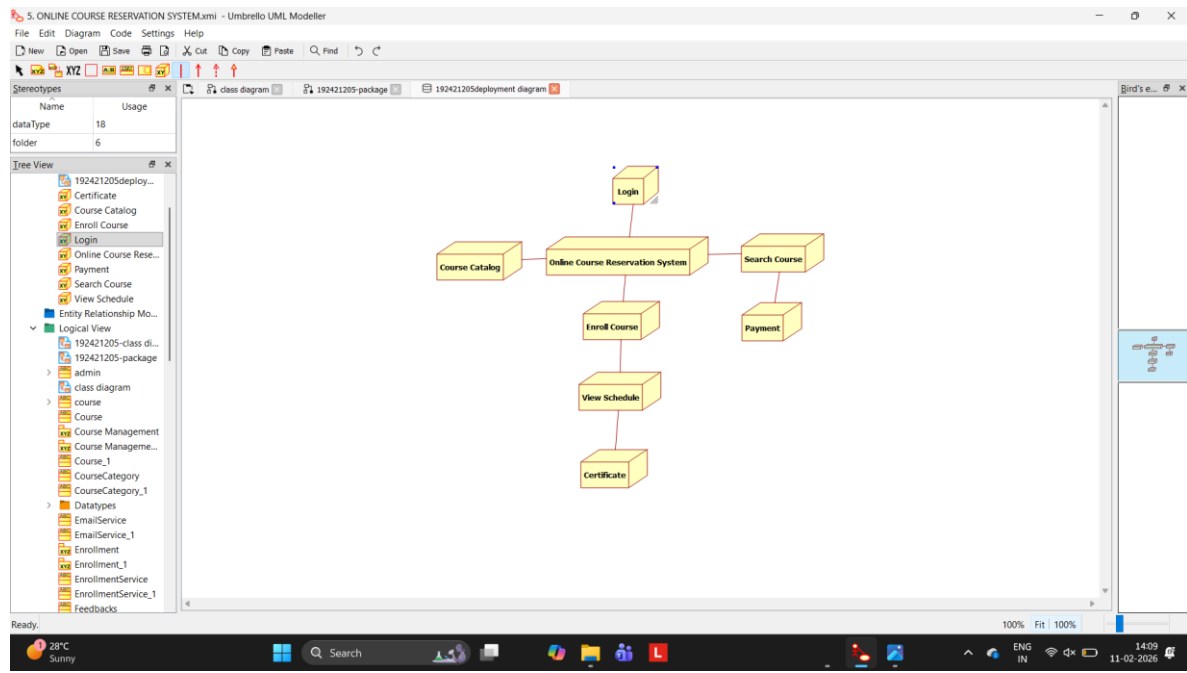 5. ONLINE COURSE RESERVATION SYSTEM.xmi - Umbrello UML Modeller
File Edit Diagram Code Settings Help
New Open Save Cut Copy Paste Find
XYZ
Stereotypes
class diagram 192421205-package 192421205deployment diagram
Bird's e...
Name Usage
dataType 18
folder 6
Tree View
192421205deploy...
Certificate
Course Catalog
Enroll Course
Login
Online Course Rese...
Payment
Search Course
View Schedule
Entity Relationship Mo...
Logical View
192421205-class di...
192421205-package
admin
class diagram
course
Course
Course Management
Course Manageme...
Course_1
CourseCategory
CourseCategory_1
Datatypes
EmailService
EmailService_1
Enrollment
Enrollment_1
EnrollmentService
EnrollmentService_1
Feedbacks
Login
Course Catalog
Online Course Reservation System
Search Course
Enroll Course
Payment
View Schedule
Certificate
Ready.
100% Fit 100%
1
28°C
Sunny
Search
L
ENG
IN
14:09
11-02-2026